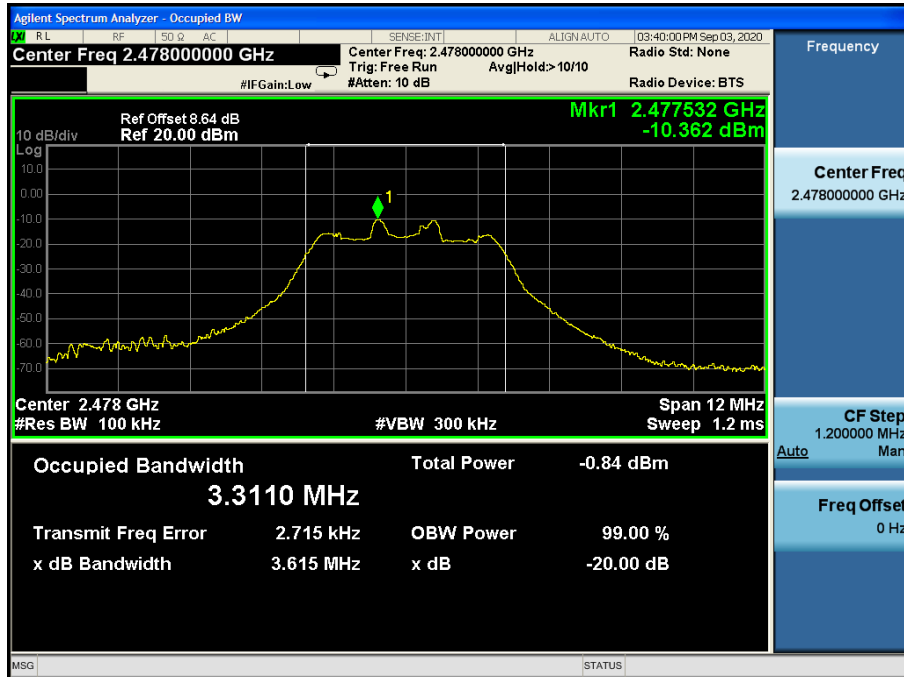 Agilent Spectrum Analyzer - Occupied BW
LXI RL RF 50 Ω AC SENSE:INT ALIGN AUTO 03:40:00 PM Sep 03, 2020
Center Freq 2.478000000 GHz
Center Freq: 2.478000000 GHz
Radio Std: None
Trig: Free Run Avg|Hold:>10/10
#IFGain:Low
#Atten: 10 dB
Radio Device: BTS
Frequency
Ref Offset 8.64 dB
Mkr1 2.477532 GHz
10 dB/div Ref 20.00 dBm
-10.362 dBm
Log
10.0
0.00
-10.0
-20.0
-30.0
-40.0
-50.0
-60.0
-70.0
1
Center Freq
2.478000000 GHz
Center 2.478 GHz
Span 12 MHz
#Res BW 100 kHz
#VBW 300 kHz
Sweep 1.2 ms
CF Step
1.200000 MHz
Auto Man
Occupied Bandwidth
Total Power -0.84 dBm
3.3110 MHz
Freq Offset
0 Hz
Transmit Freq Error 2.715 kHz OBW Power 99.00 %
x dB Bandwidth 3.615 MHz x dB -20.00 dB
MSG STATUS